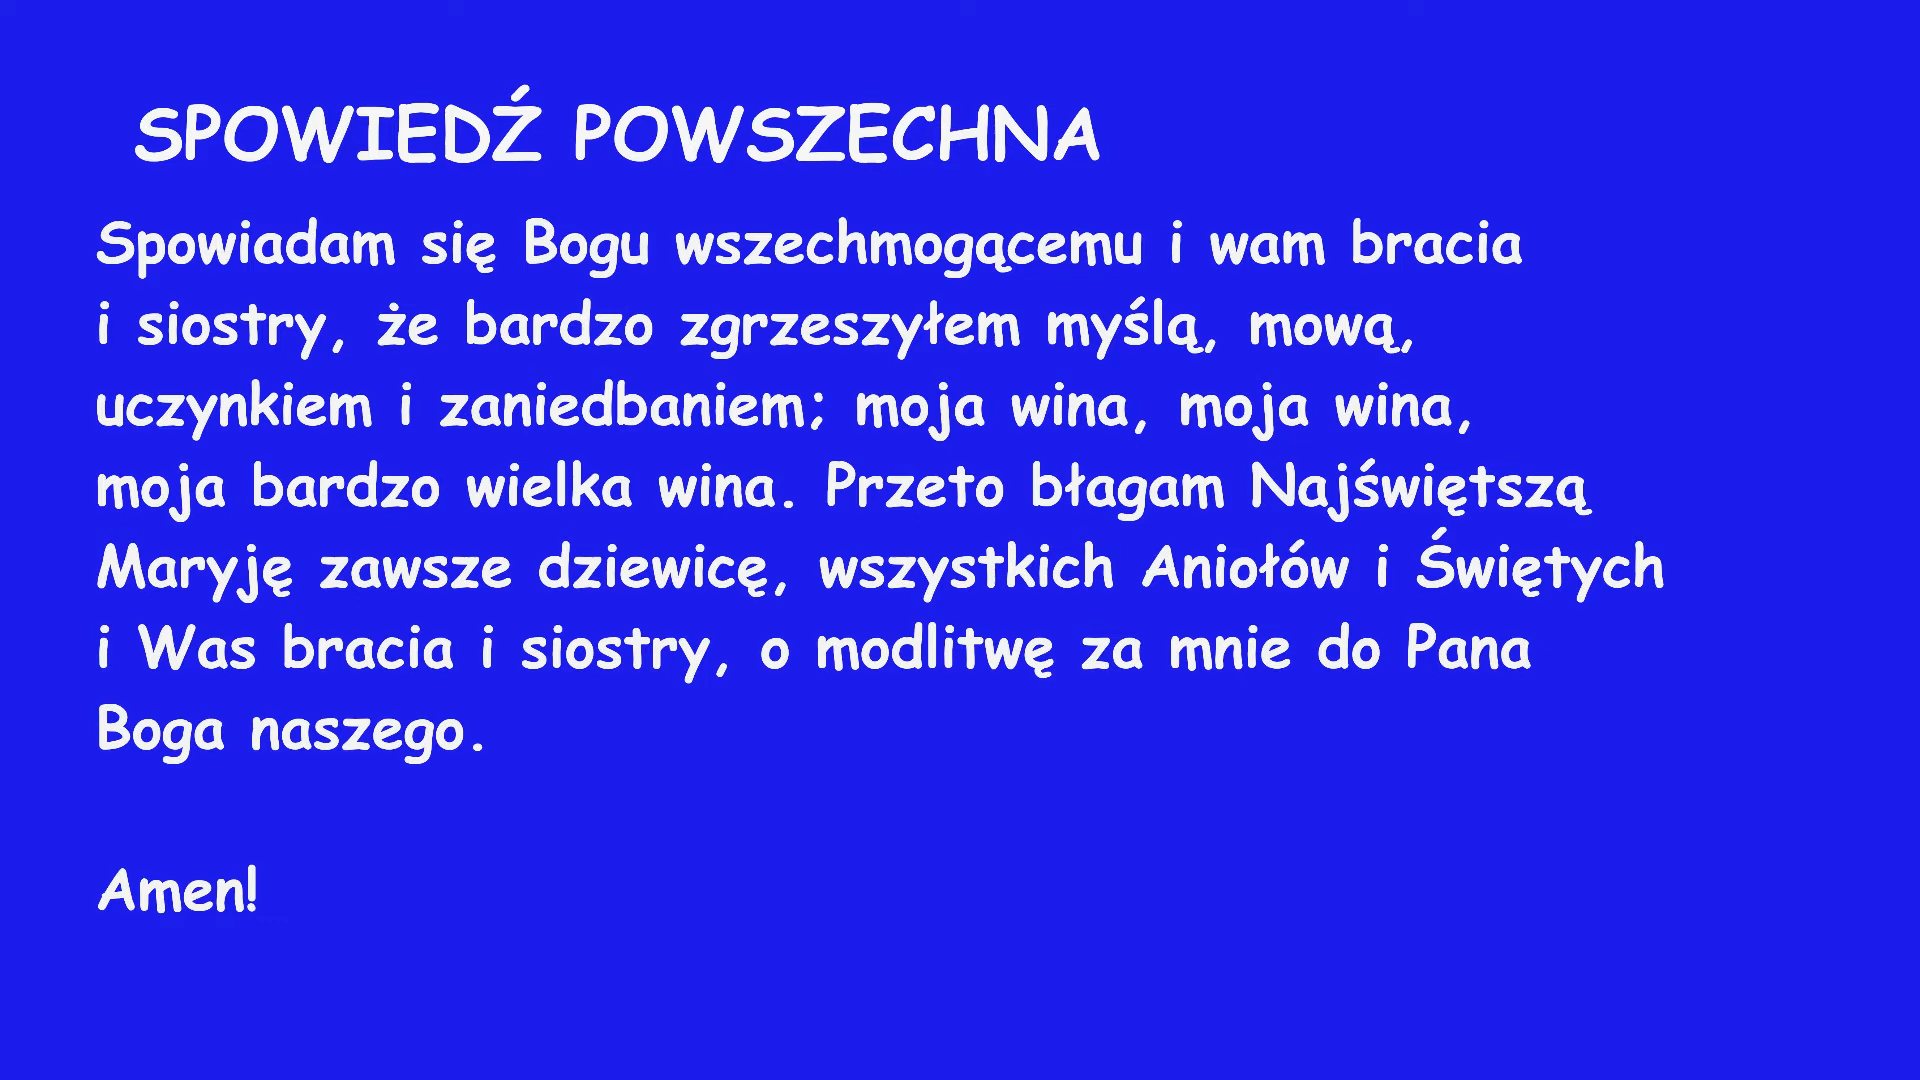 SPOWIEDŹ POWSZECHNA
Spowiadam się Bogu wszechmogącemu i wam bracia
i siostry, że bardzo zgrzeszyłem myślą, mową,
uczynkiem i zaniedbaniem; moja wina, moja wina,
moja bardzo wielka wina. Przeto błagam Najświętszą
Maryję zawsze dziewicę, wszystkich Aniołów i Świętych
i Was bracia i siostry, o modlitwę za mnie do Pana
Boga naszego.
Amen!